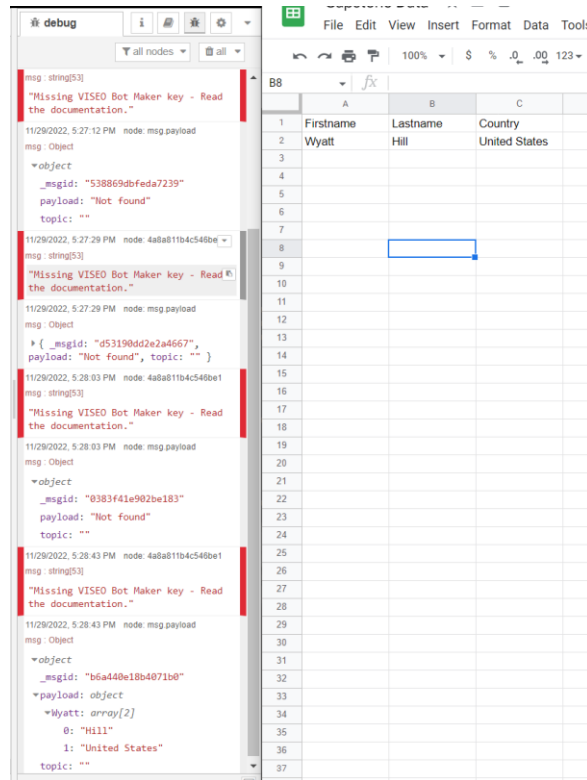 debug
i
all nodes
all
msg : string[53]
"Missing VISEO Bot Maker key - Read
the documentation."
11/29/2022, 5:27:12 PM node: msg.payload
msg : Object
object
_msgid: "538869dbfeda7239"
payload: "Not found"
topic: ""
11/29/2022, 5:27:29 PM node: 4a8a811b4c546be
msg : string[53]
"Missing VISEO Bot Maker key - Read
the documentation."
11/29/2022, 5:27:29 PM node: msg.payload
msg : Object
{ _msgid: "d53190dd2e2a4667",
payload: "Not found", topic: "" }
11/29/2022, 5:28:03 PM node: 4a8a811b4c546be1
msg : string[53]
"Missing VISEO Bot Maker key - Read
the documentation."
11/29/2022, 5:28:03 PM node: msg.payload
msg : Object
object
_msgid: "0383f41e902be183"
payload: "Not found"
topic: ""
11/29/2022, 5:28:43 PM node: 4a8a811b4c546be1
msg : string[53]
"Missing VISEO Bot Maker key - Read
the documentation."
11/29/2022, 5:28:43 PM node: msg.payload
msg : Object
object
_msgid: "b6a440e18b4071b0"
payload: object
Wyatt: array[2]
0: "Hill"
1: "United States"
topic: ""
File Edit View Insert Format Data Tools
100% $ % .0 .00 123
B8 fx
A B C
1 Firstname Lastname Country
2 Wyatt Hill United States
3
4
5
6
7
8
9
10
11
12
13
14
15
16
17
18
19
20
21
22
23
24
25
26
27
28
29
30
31
32
33
34
35
36
37